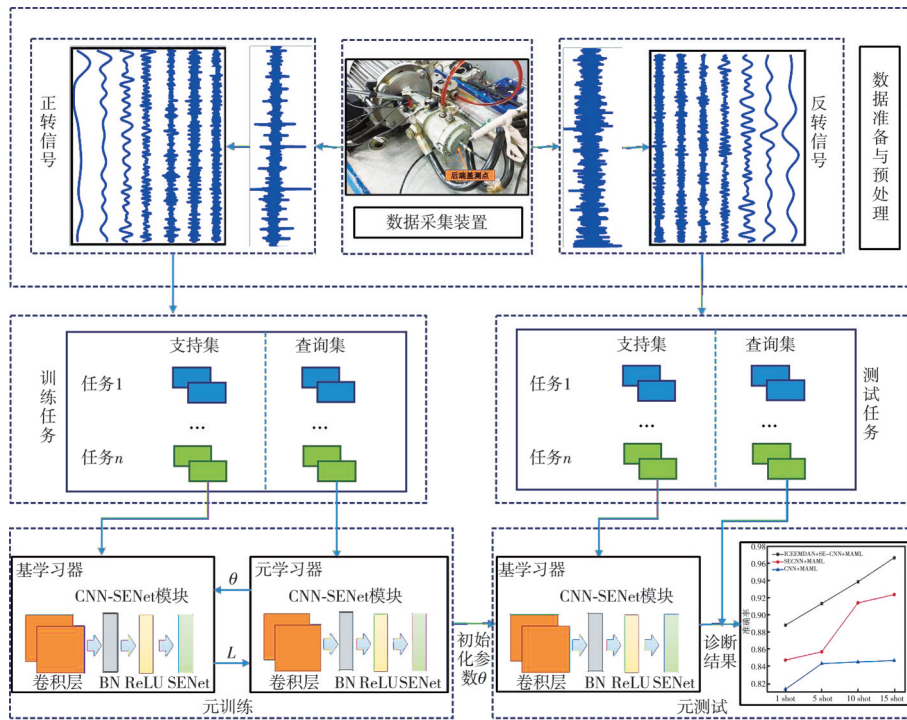 正转信号
后端盖测点
数据采集装置
反转信号
数据准备与预处理
训练任务
支持集
查询集
任务1
...
...
任务n
支持集
查询集
任务1
...
...
任务n
测试任务
基学习器
CNN-SENet模块
卷积层
BN
ReLU
SENet
θ
L
元学习器
CNN-SENet模块
卷积层
BN
ReLU
SENet
元训练
初始
化参
数θ
基学习器
CNN-SENet模块
卷积层
BN
ReLU
SENet
元测试
诊断
结果
ICEEMDAN+SE-CNN+MAML
SECNN+MAML
CNN+MAML
准确率
0.98
0.96
0.94
0.92
0.90
0.88
0.86
0.84
0.82
1 shot
5 shot
10 shot
15 shot